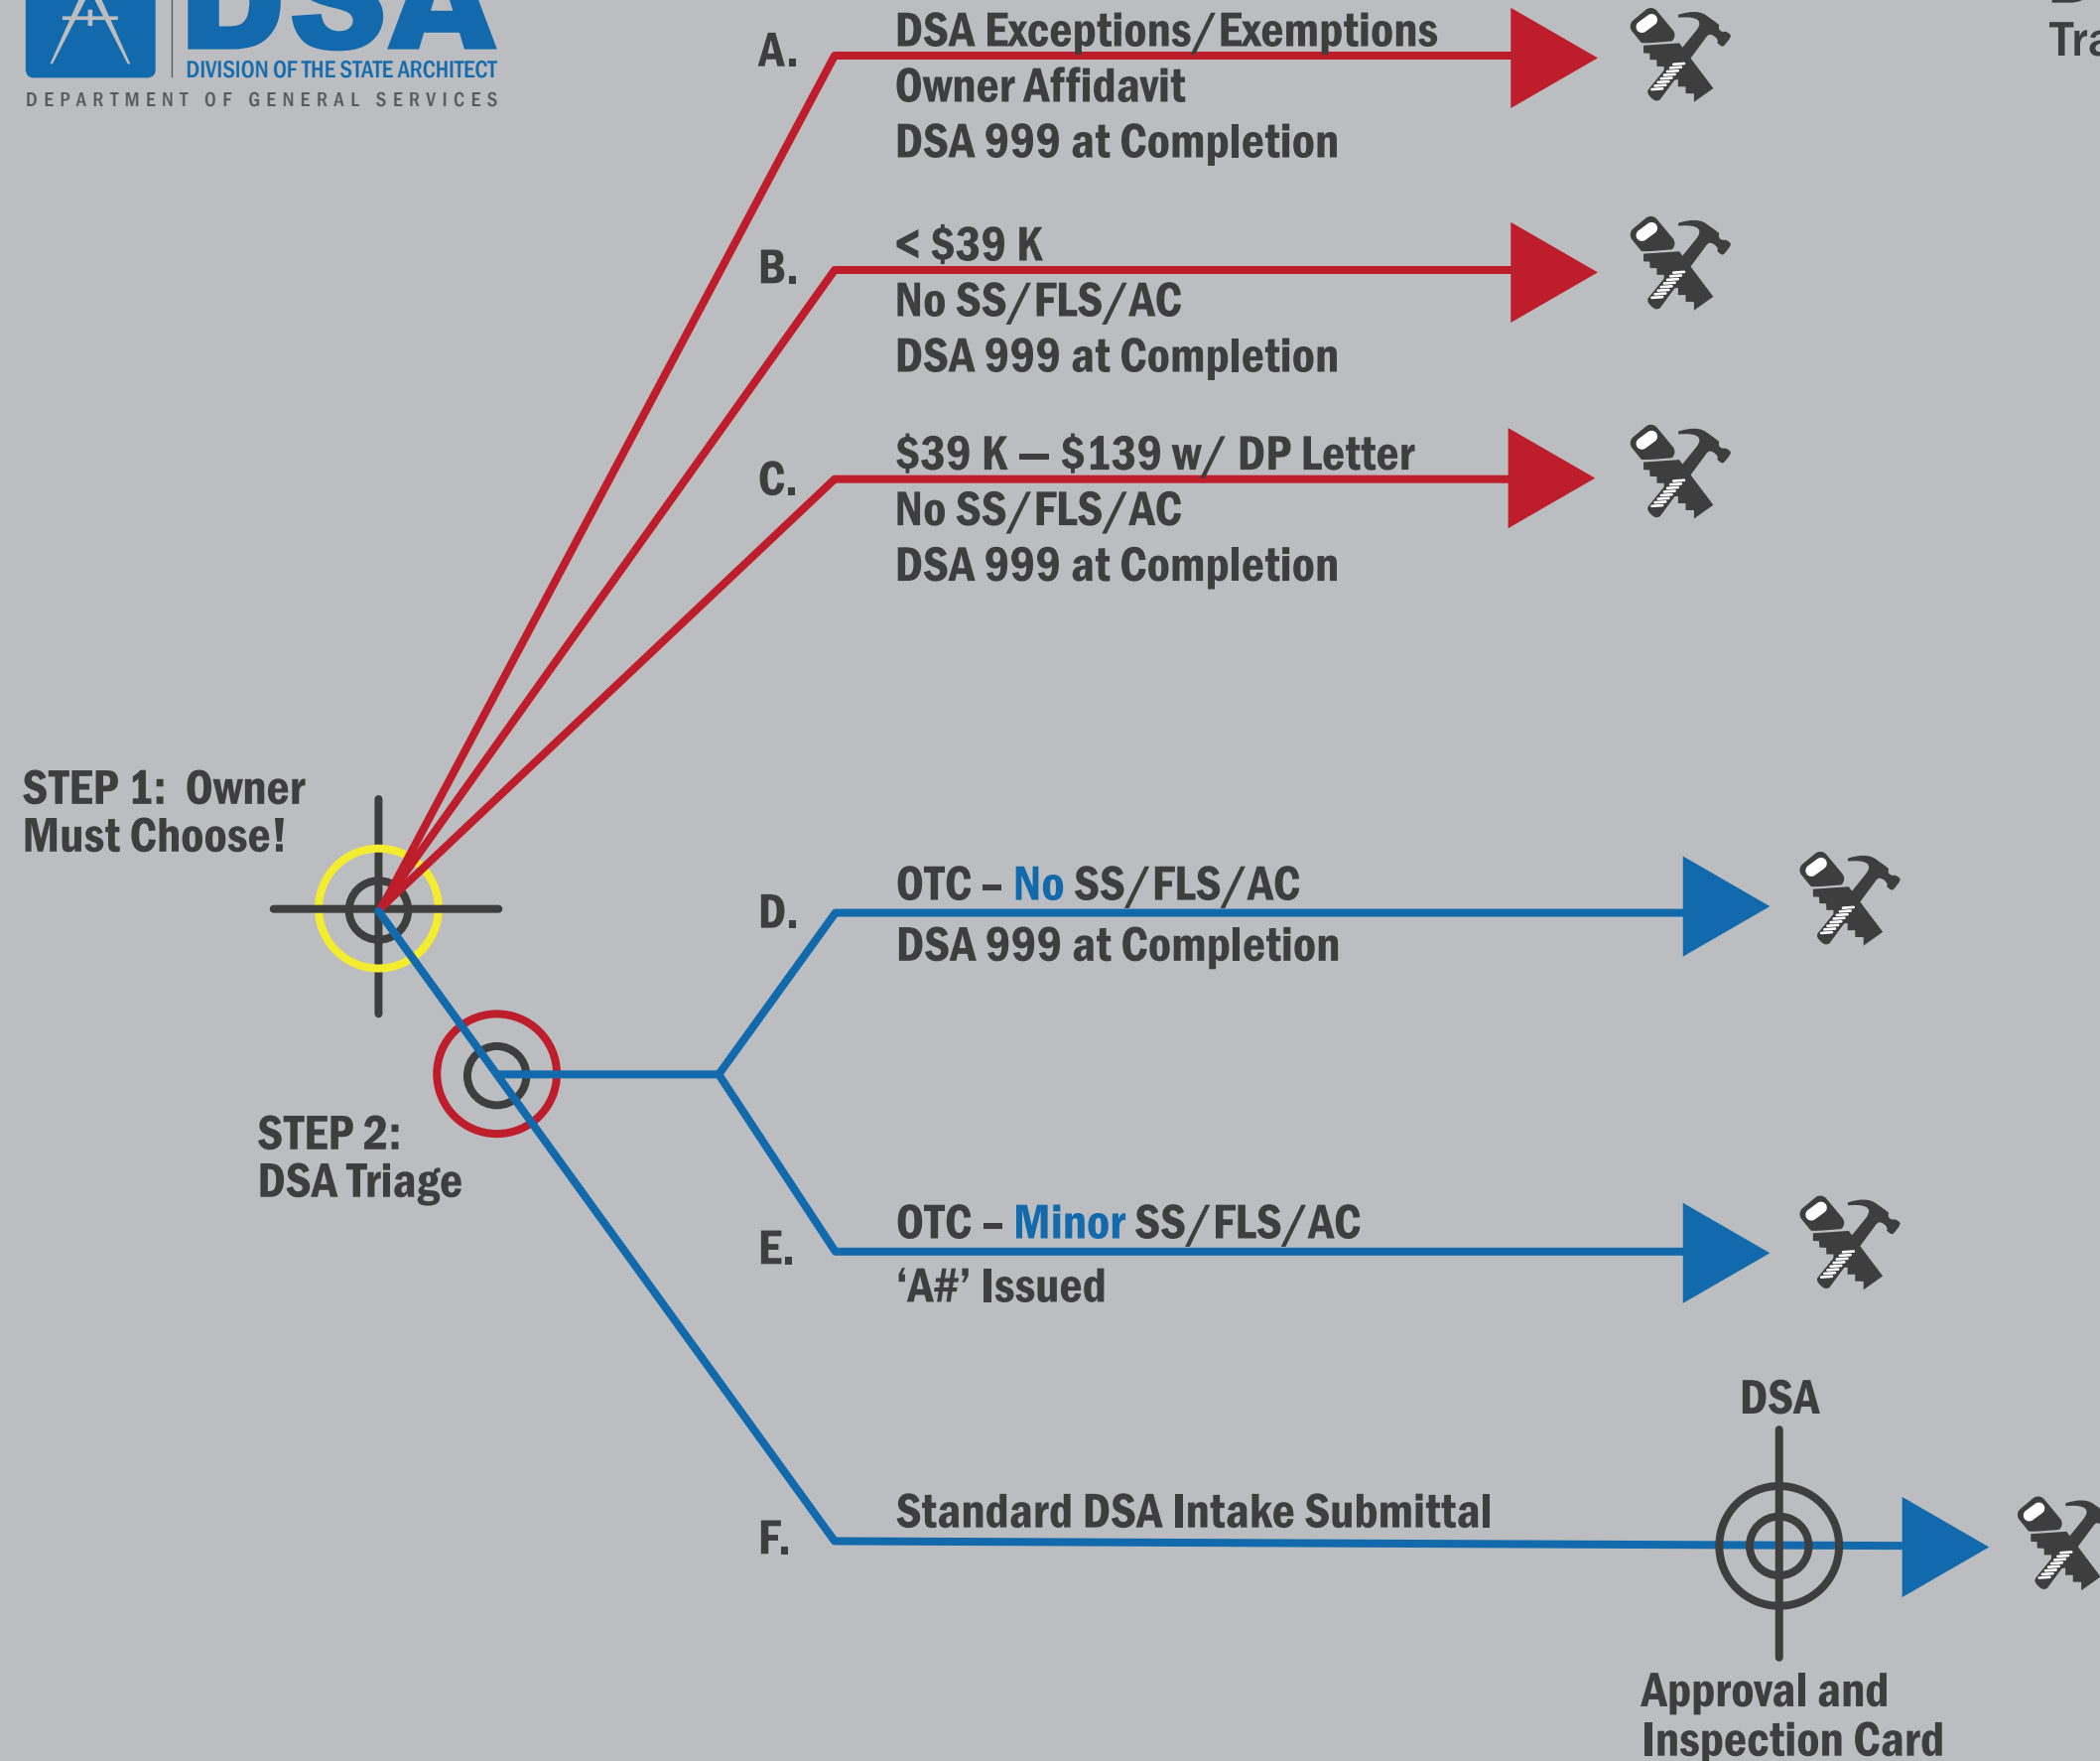 DSA
DIVISION OF THE STATE ARCHITECT
DEPARTMENT OF GENERAL SERVICES
A.
DSA Exceptions/Exemptions
Owner Affidavit
DSA 999 at Completion
B.
< $39 K
No SS/FLS/AC
DSA 999 at Completion
C.
$39 K — $139 w/ DP Letter
No SS/FLS/AC
DSA 999 at Completion
STEP 1: Owner
Must Choose!
D.
OTC – No SS/FLS/AC
DSA 999 at Completion
STEP 2:
DSA Triage
E.
OTC – Minor SS/FLS/AC
‘A#’ Issued
DSA
F.
Standard DSA Intake Submittal
Approval and
Inspection Card